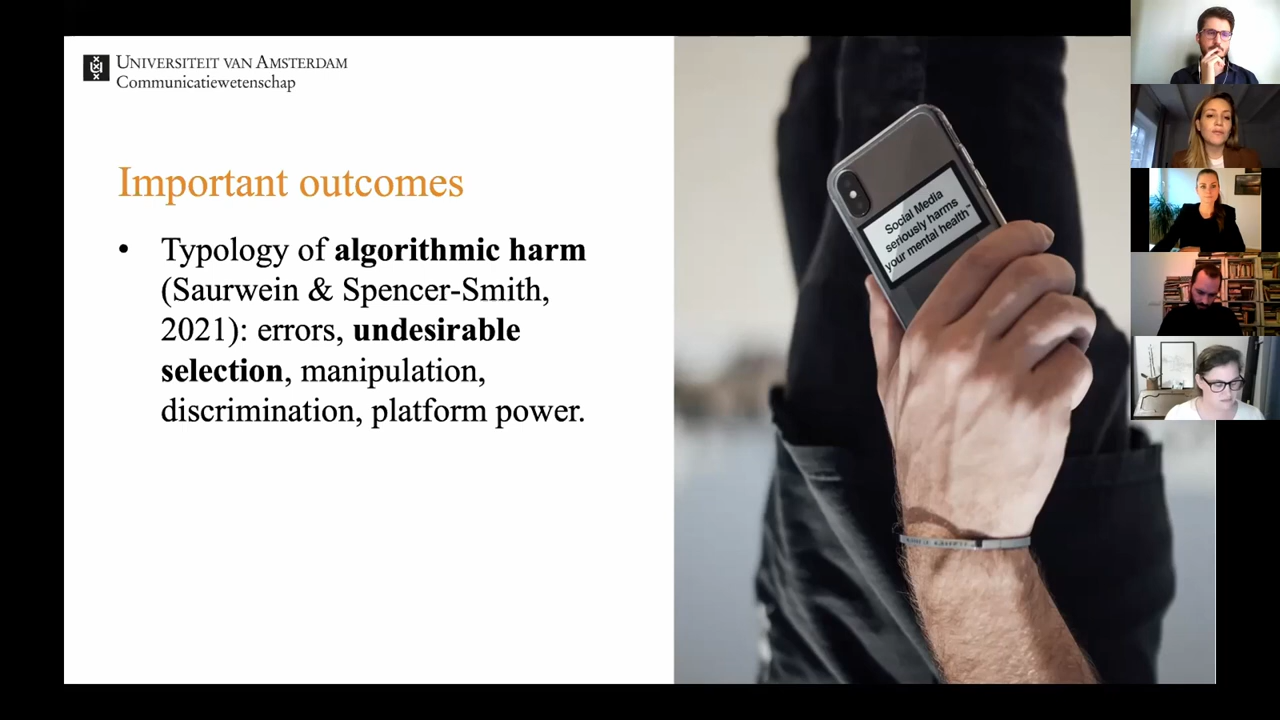 UNIVERSITEIT VAN AMSTERDAM
Communicatiewetenschap
Important outcomes
• Typology of algorithmic harm
(Saurwein & Spencer-Smith,
2021): errors, undesirable
selection, manipulation,
discrimination, platform power.
Social Media
seriously harms
your mental health™